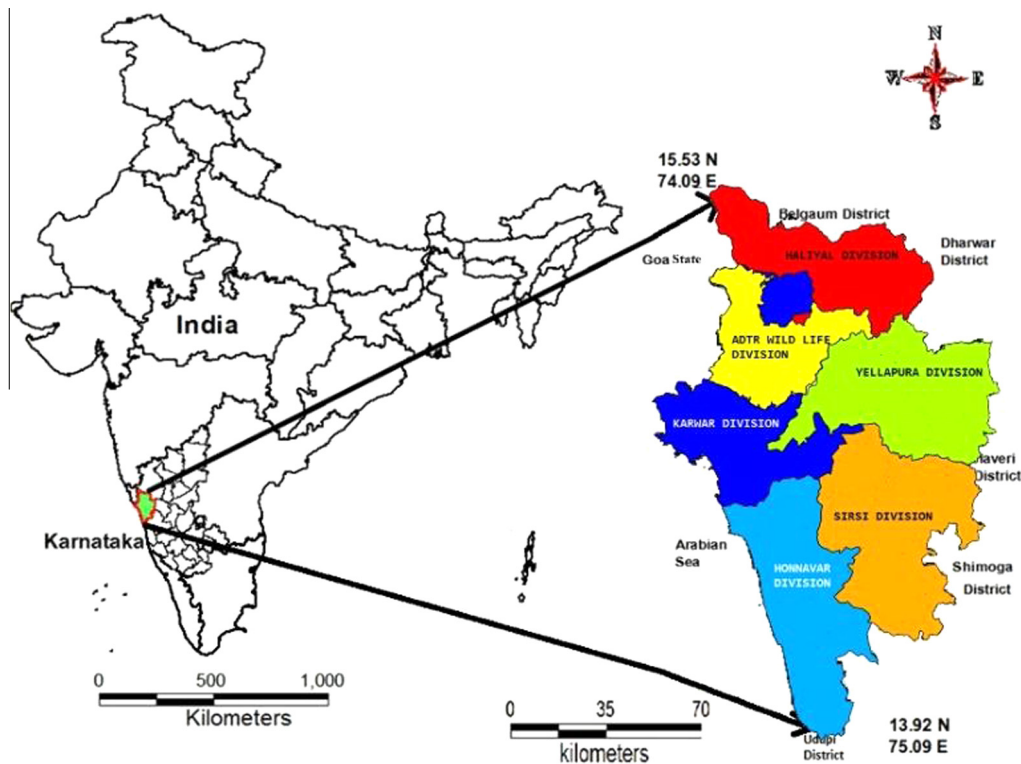 N
W E
S
15.53 N
74.09 E
Belgaum District
Dharwar
District
Goa State
HALIYAL DIVISION
India
ADTR WILD LIFE
DIVISION
YELLAPURA DIVISION
KARWAR DIVISION
haveri
District
SIRSI DIVISION
Karnataka
Arabian
Sea
HONNAVAR
DIVISION
Shimoga
District
0 500 1,000
Kilometers
0 35 70
kilometers
13.92 N
75.09 E
Udupi
District